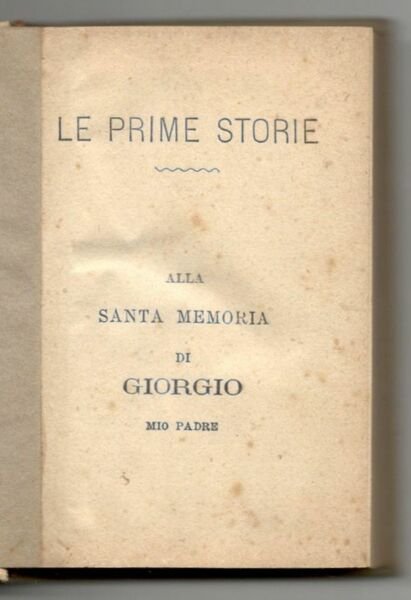 LE PRIME STORIE
ALLA
SANTA MEMORIA
DI
GIORGIO
MIO PADRE